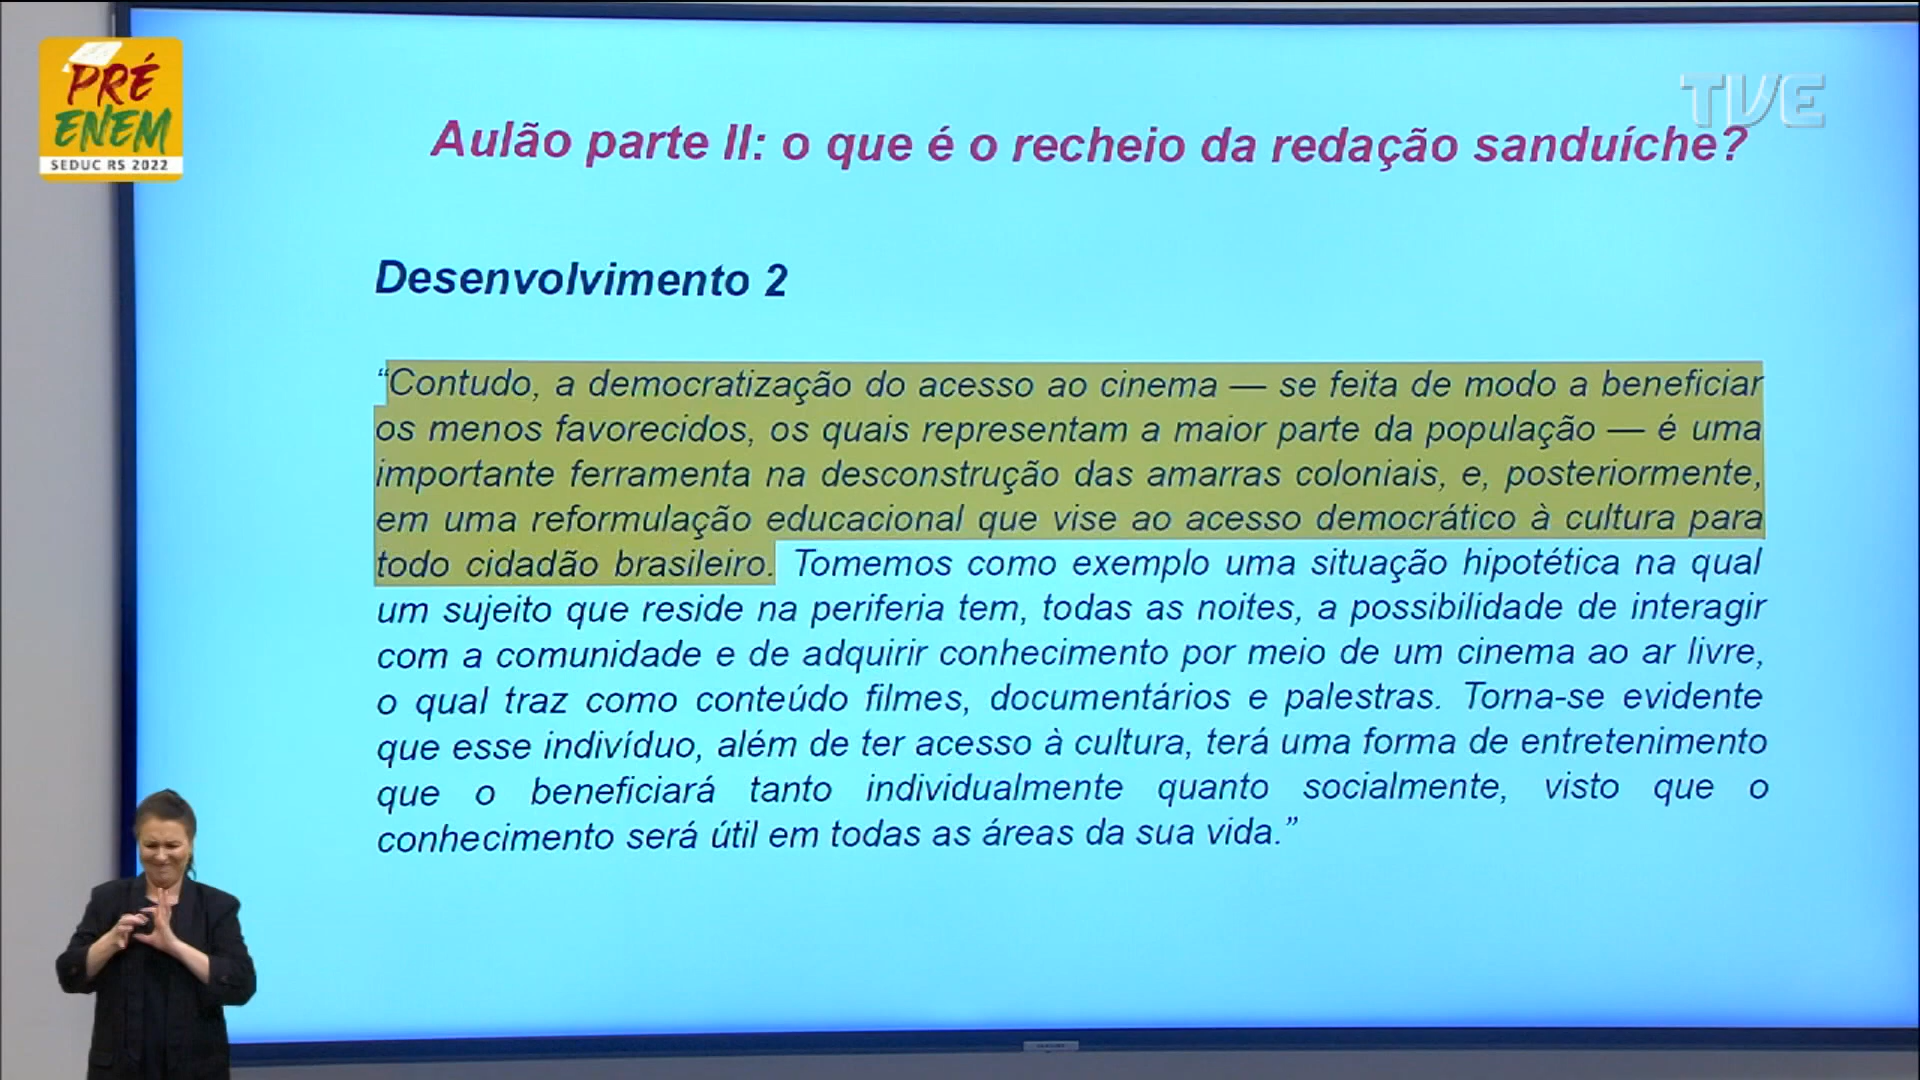 PRÉ
ENEM
SEDUC RS 2022
TVE
Aulão parte II: o que é o recheio da redação sanduíche?
Desenvolvimento 2
“Contudo, a democratização do acesso ao cinema — se feita de modo a beneficiar
os menos favorecidos, os quais representam a maior parte da população — é uma
importante ferramenta na desconstrução das amarras coloniais, e, posteriormente,
em uma reformulação educacional que vise ao acesso democrático à cultura para
todo cidadão brasileiro. Tomemos como exemplo uma situação hipotética na qual
um sujeito que reside na periferia tem, todas as noites, a possibilidade de interagir
com a comunidade e de adquirir conhecimento por meio de um cinema ao ar livre,
o qual traz como conteúdo filmes, documentários e palestras. Torna-se evidente
que esse indivíduo, além de ter acesso à cultura, terá uma forma de entretenimento
que o beneficiará tanto individualmente quanto socialmente, visto que o
conhecimento será útil em todas as áreas da sua vida.”